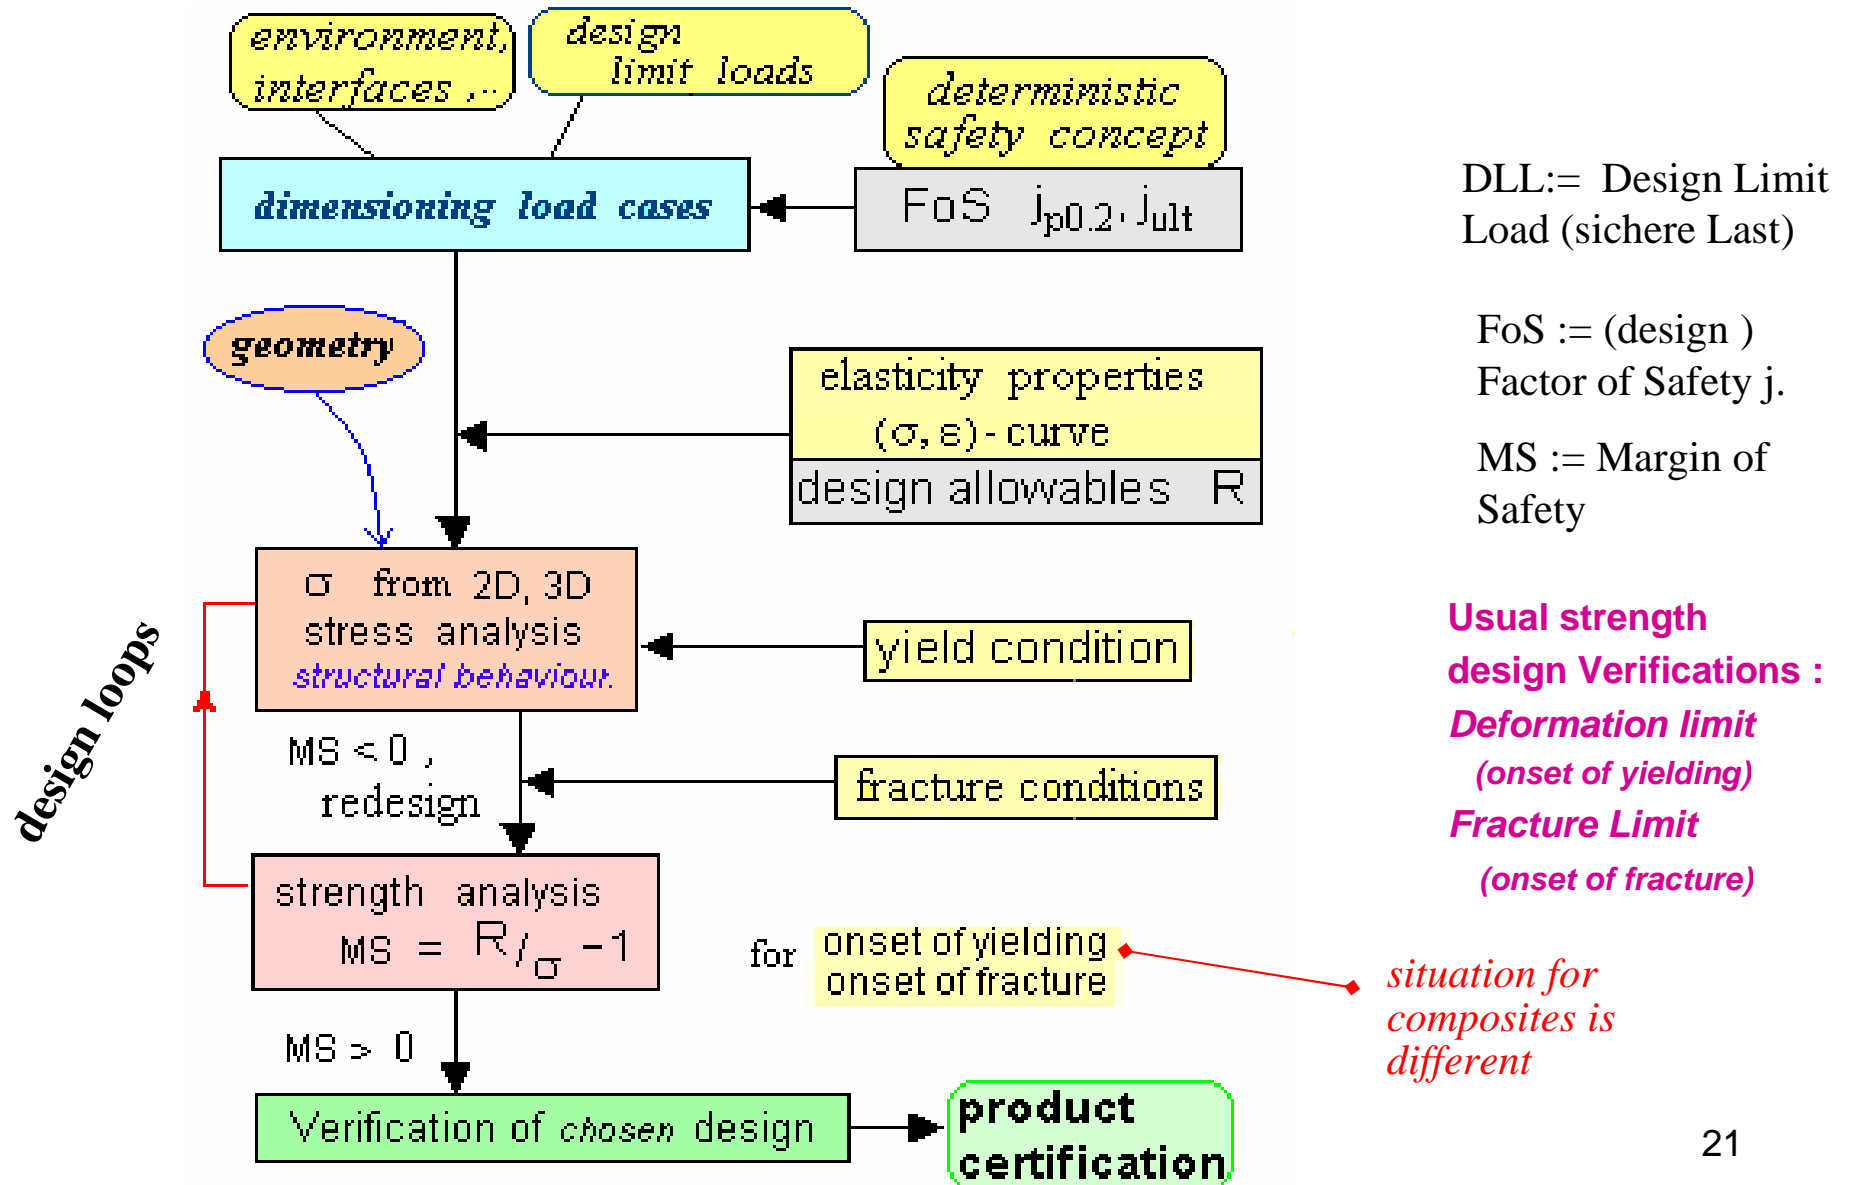 environment,
interfaces ,..
design
limit loads
deterministic
safety concept
dimensioning load cases
FoS j_p0.2, j_ult
geometry
elasticity properties
(σ, ε) - curve
design allowables R
σ from 2D, 3D
stress analysis
structural behaviour.
yield condition
MS < 0 ,
redesign
fracture conditions
design loops
strength analysis
MS = R/σ -1
for
onset of yielding
onset of fracture
MS > 0
Verification of chosen design
product
certification
DLL:= Design Limit
Load (sichere Last)
FoS := (design )
Factor of Safety j.
MS := Margin of
Safety
Usual strength
design Verifications :
Deformation limit
(onset of yielding)
Fracture Limit
(onset of fracture)
situation for
composites is
different
21